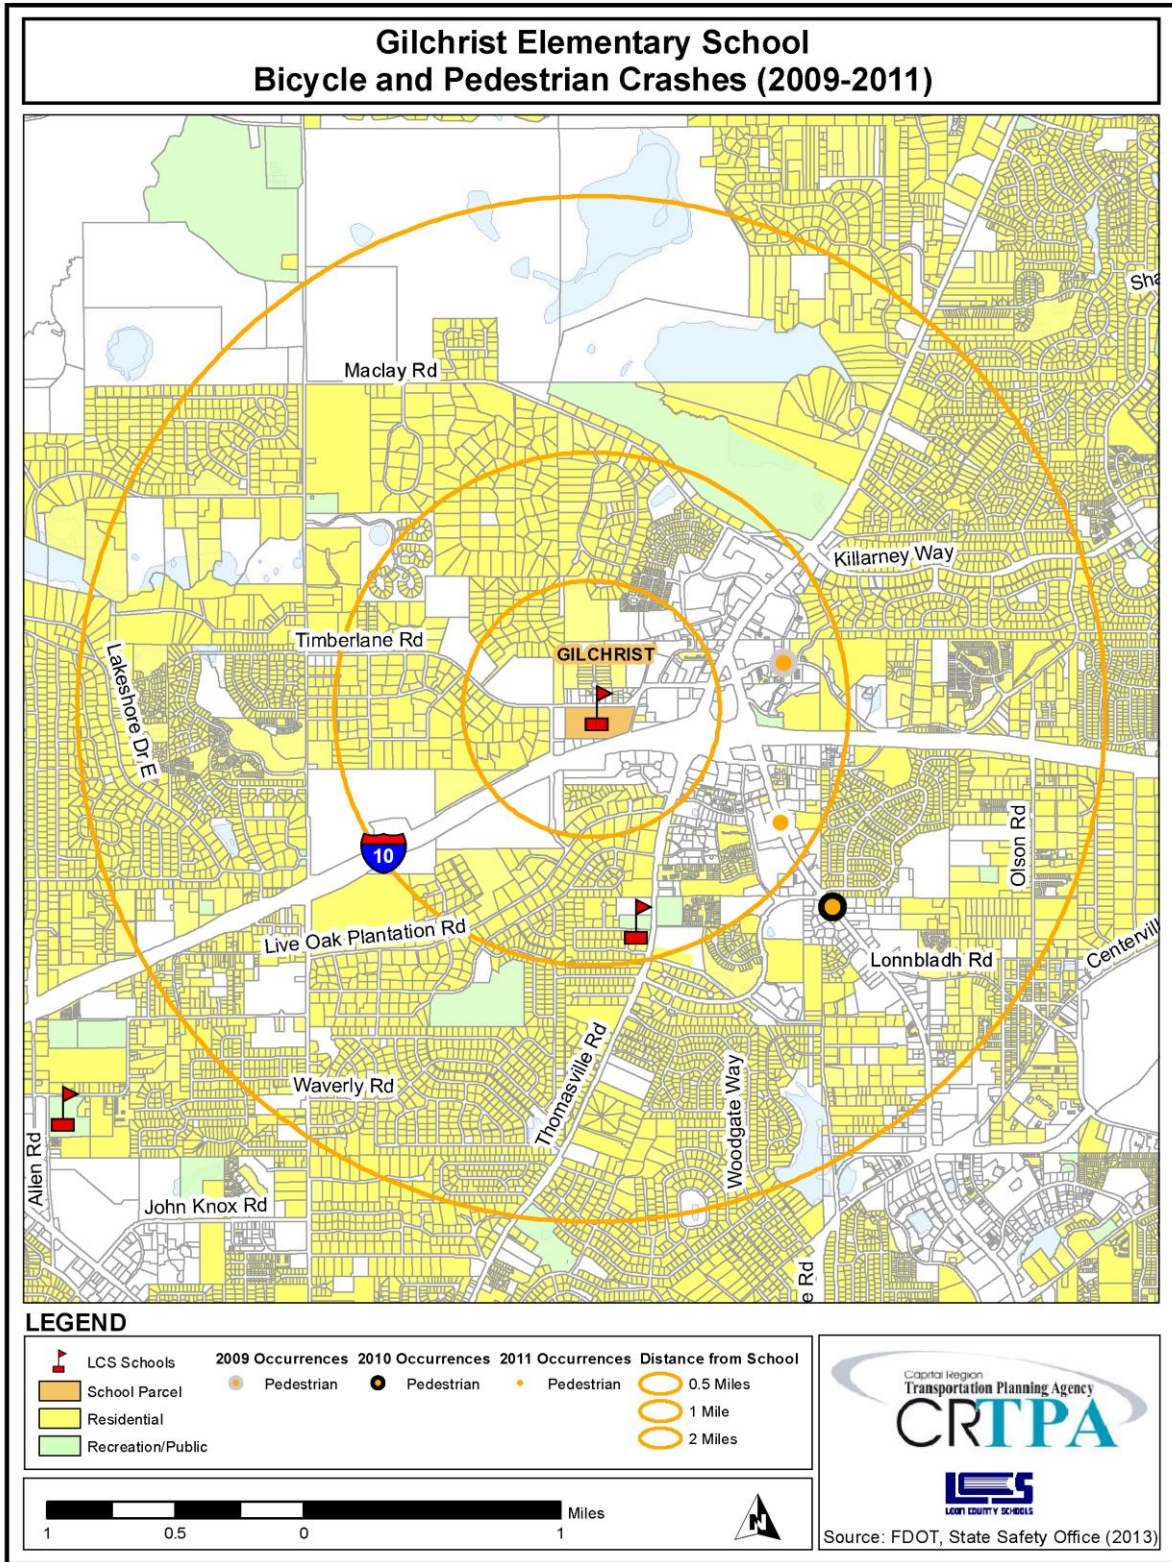 Gilchrist Elementary School
Bicycle and Pedestrian Crashes (2009-2011)
Sha
Maclay Rd
Killarney Way
Timberlane Rd
GILCHRIST
Lakeshore Dr E
10
Olson Rd
Live Oak Plantation Rd
Lonnbladh Rd
Centervill
Thomasville Rd
Waverly Rd
Woodgate Way
Allen Rd
John Knox Rd
e Rd
LEGEND
LCS Schools
School Parcel
Residential
Recreation/Public
2009 Occurrences
Pedestrian
2010 Occurrences
Pedestrian
2011 Occurrences
Pedestrian
Distance from School
0.5 Miles
1 Mile
2 Miles
1 0.5 0 1 Miles
N
Capital Region
Transportation Planning Agency
CRTPA
LCS
LEON COUNTY SCHOOLS
Source: FDOT, State Safety Office (2013)